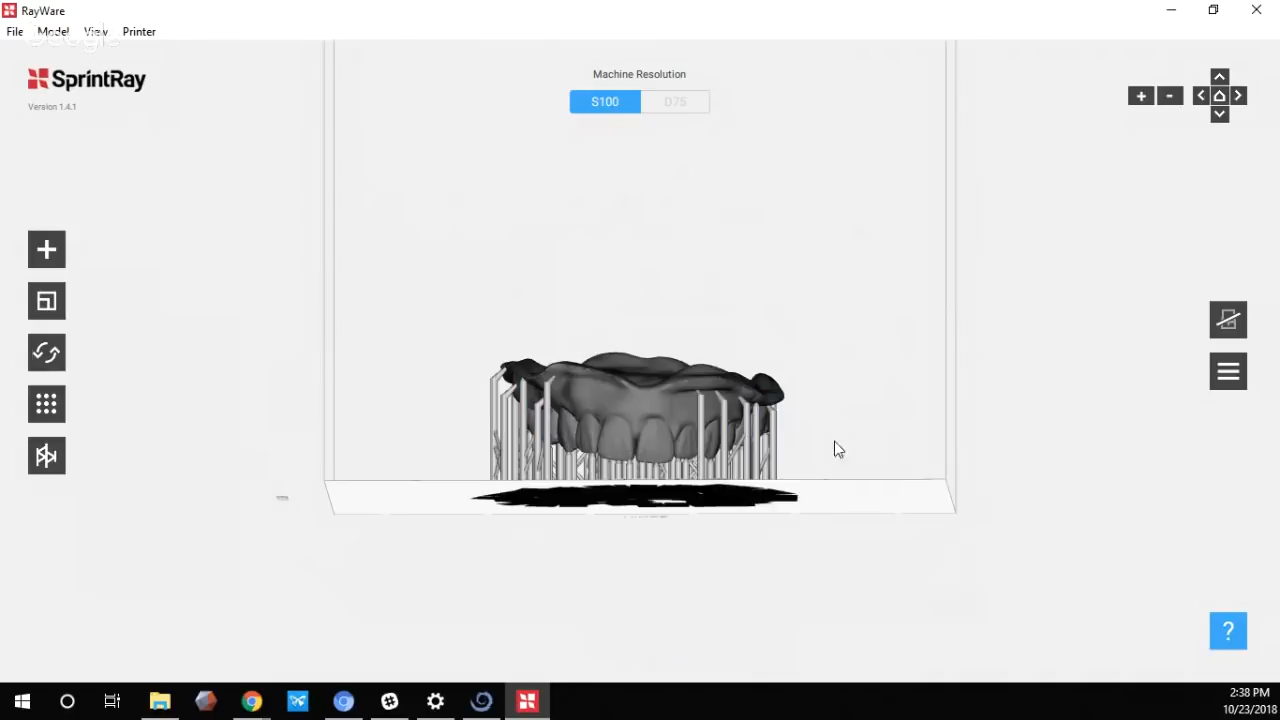 RayWare
File Model View Printer
Google
SprintRay
Version 1.4.1
Machine Resolution
S100 D75
?
2:38 PM
10/23/2018